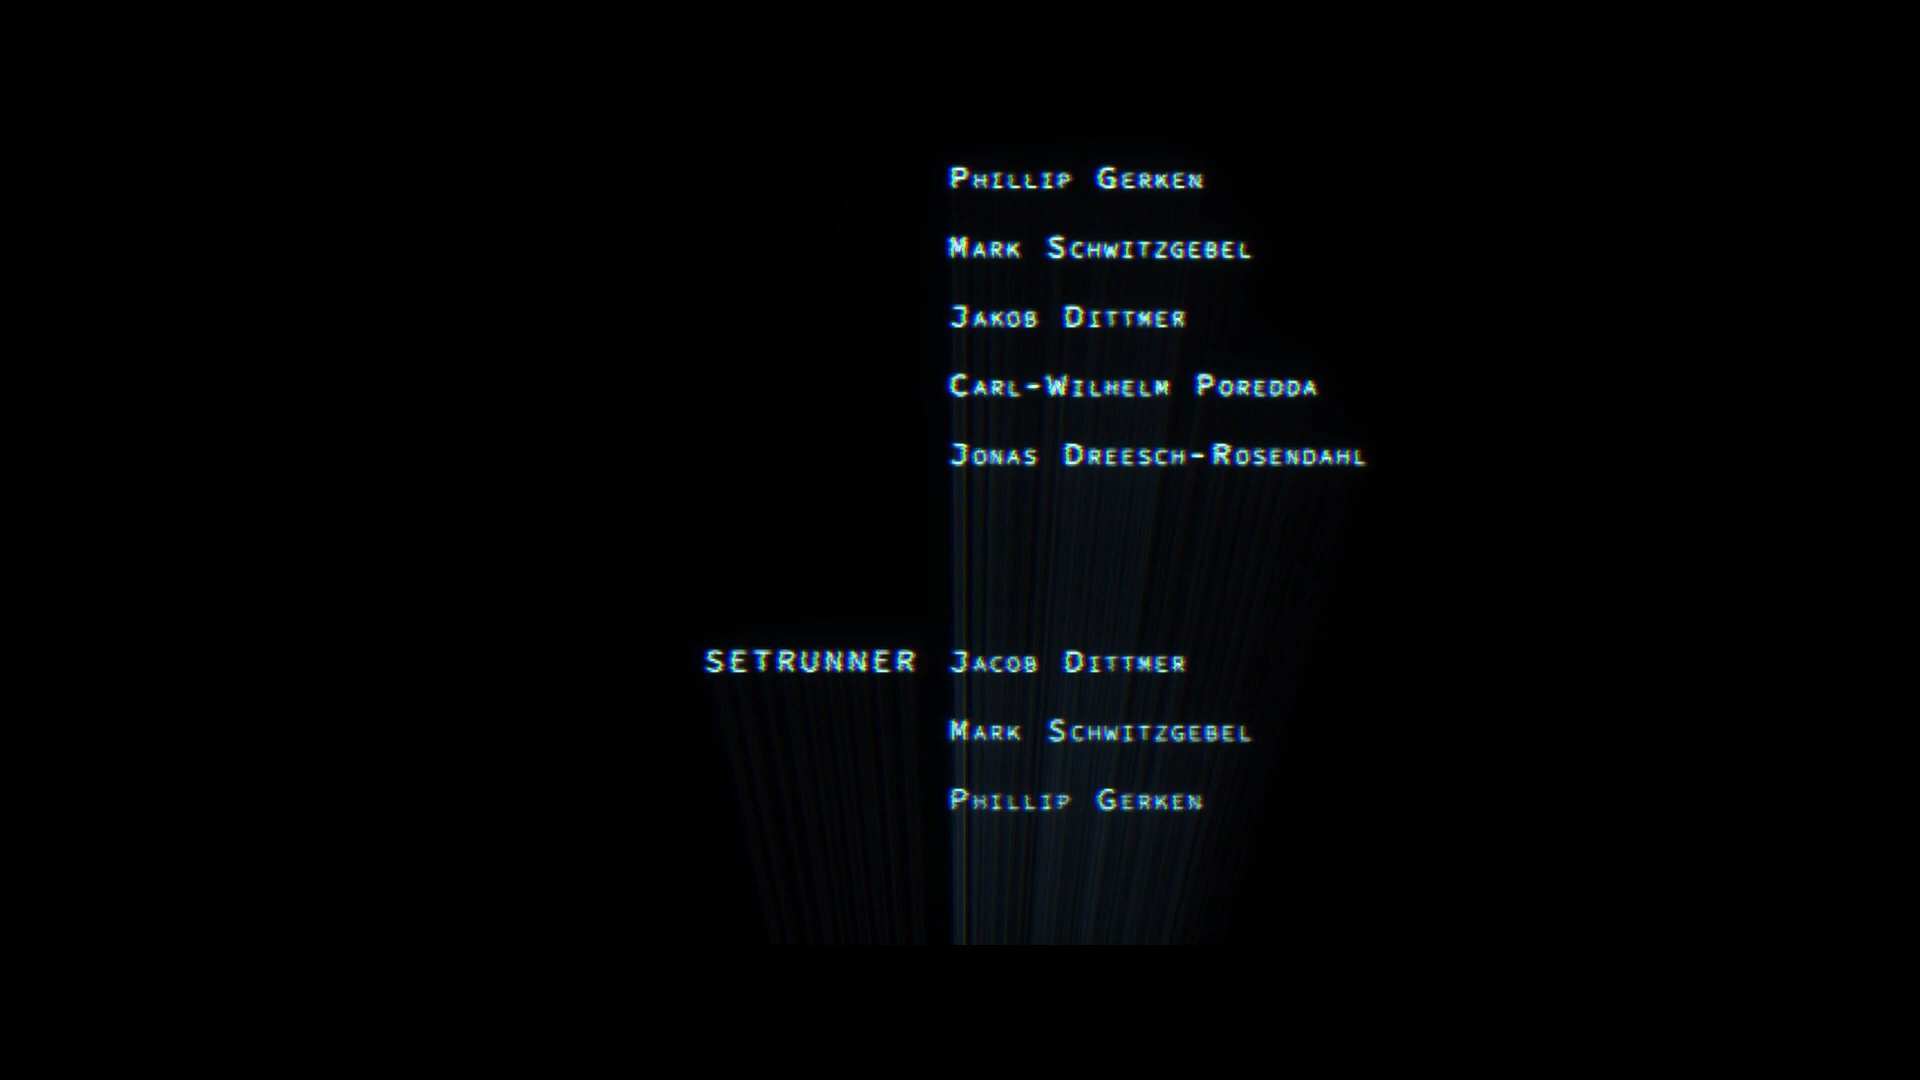 Phillip Gerken
Mark Schwitzgebel
Jakob Dittmer
Carl-Wilhelm Poredda
Jonas Dreesch-Rosendahl
SETRUNNER Jacob Dittmer
Mark Schwitzgebel
Phillip Gerken